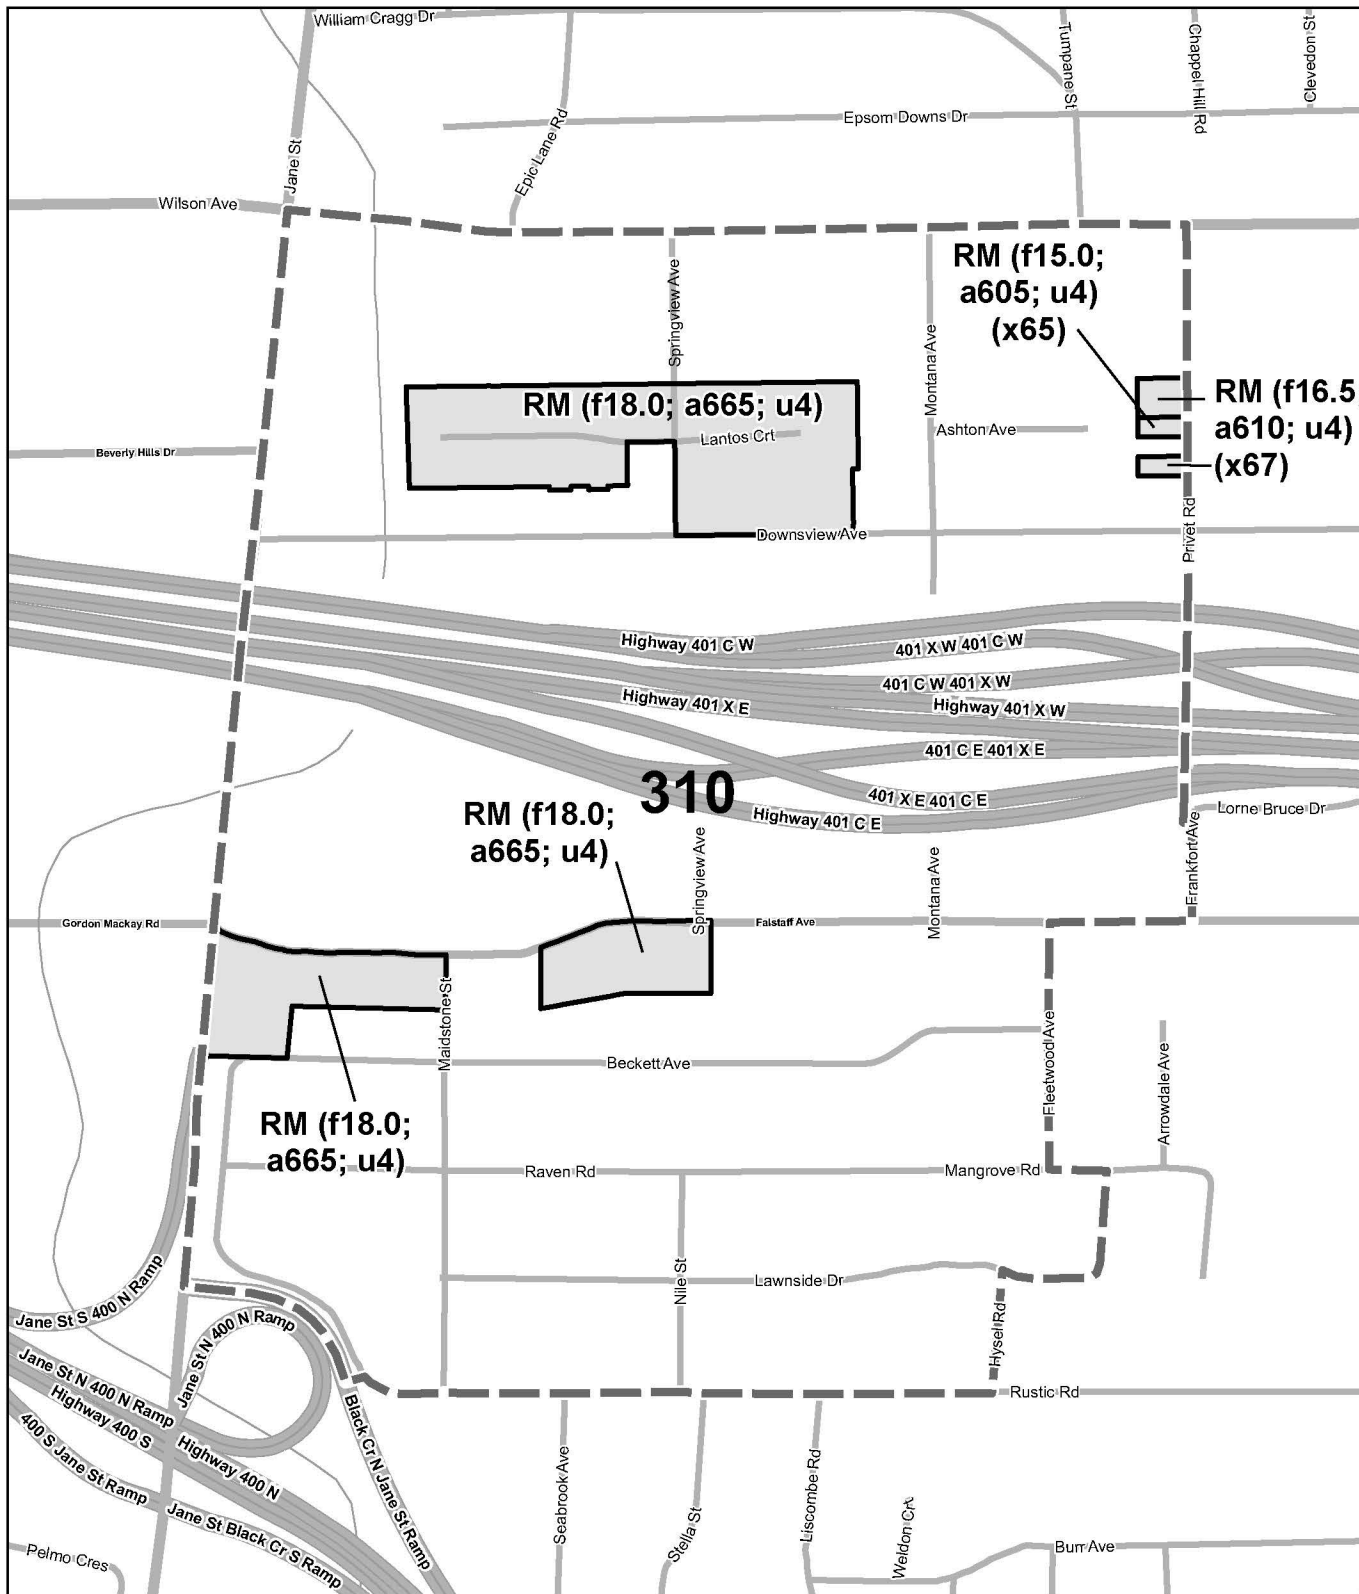 William Cragg Dr
Tumpane St
Chappel Hill Rd
Clevedon St
Epsom Downs Dr
Epic Lane Rd
Jane St
Wilson Ave
Springview Ave
Montana Ave
RM (f15.0;
a605; u4)
(x65)
RM (f18.0; a665; u4)
RM (f16.5
a610; u4)
(x67)
Lantos Crt
Ashton Ave
Beverly Hills Dr
Downsview Ave
Privet Rd
Highway 401 C W
401 X W 401 C W
401 C W 401 X W
Highway 401 X E
Highway 401 X W
401 C E 401 X E
310
401 X E 401 C E
Highway 401 C E
Lorne Bruce Dr
RM (f18.0;
a665; u4)
Springview Ave
Montana Ave
Frankfort Ave
Gordon Mackay Rd
Falstaff Ave
Maidstone St
Beckett Ave
Fleetwood Ave
Arrowdale Ave
RM (f18.0;
a665; u4)
Raven Rd
Mangrove Rd
Nile St
Lawnside Dr
Hysel Rd
Jane St S 400 N Ramp
Jane St N 400 N Ramp
Jane St N 400 N Ramp
Rustic Rd
Highway 400 S
Highway 400 N
Black Cr N Jane St Ramp
400 S Jane St Ramp
Jane St Black Cr S Ramp
Seabrook Ave
Stella St
Liscombe Rd
Weldon Crt
Burr Ave
Pelmo Cres